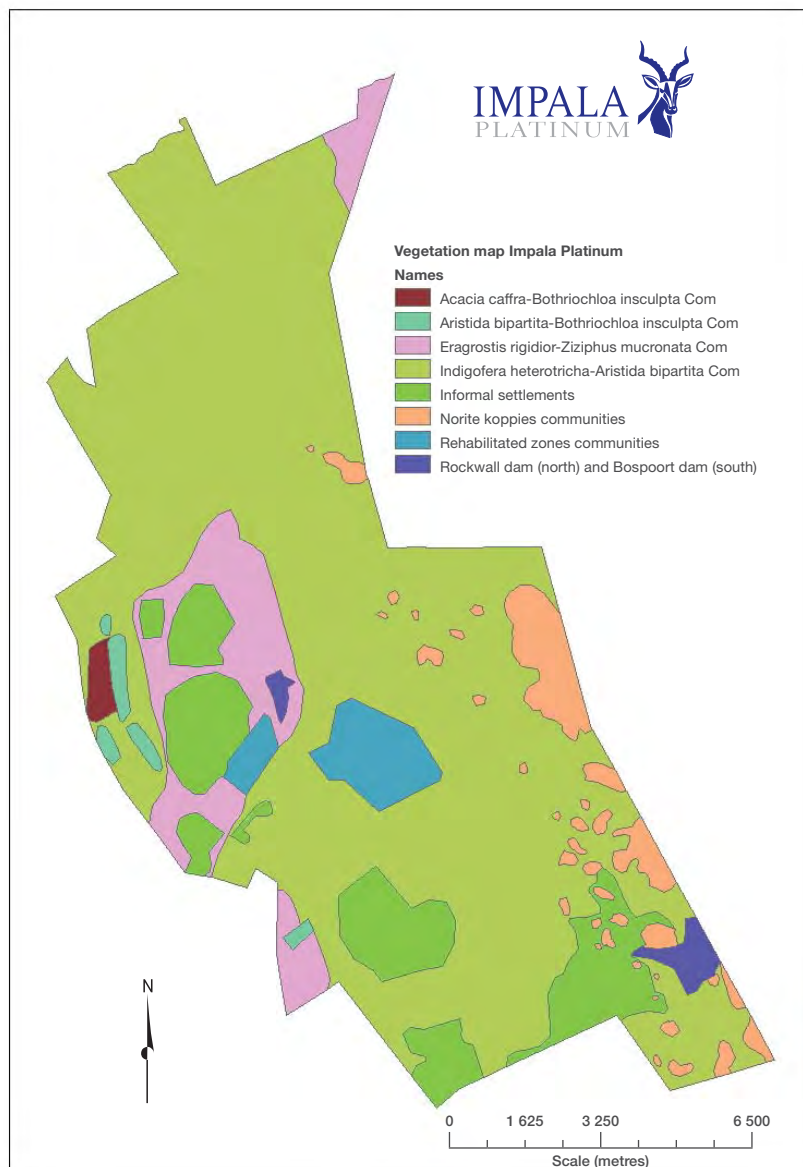 IMPALA
PLATINUM
Vegetation map Impala Platinum
Names
Acacia caffra-Bothriochloa insculpta Com
Aristida bipartita-Bothriochloa insculpta Com
Eragrostis rigidior-Ziziphus mucronata Com
Indigofera heterotricha-Aristida bipartita Com
Informal settlements
Norite koppies communities
Rehabilitated zones communities
Rockwall dam (north) and Bospoort dam (south)
N
0 1 625 3 250 6 500
Scale (metres)